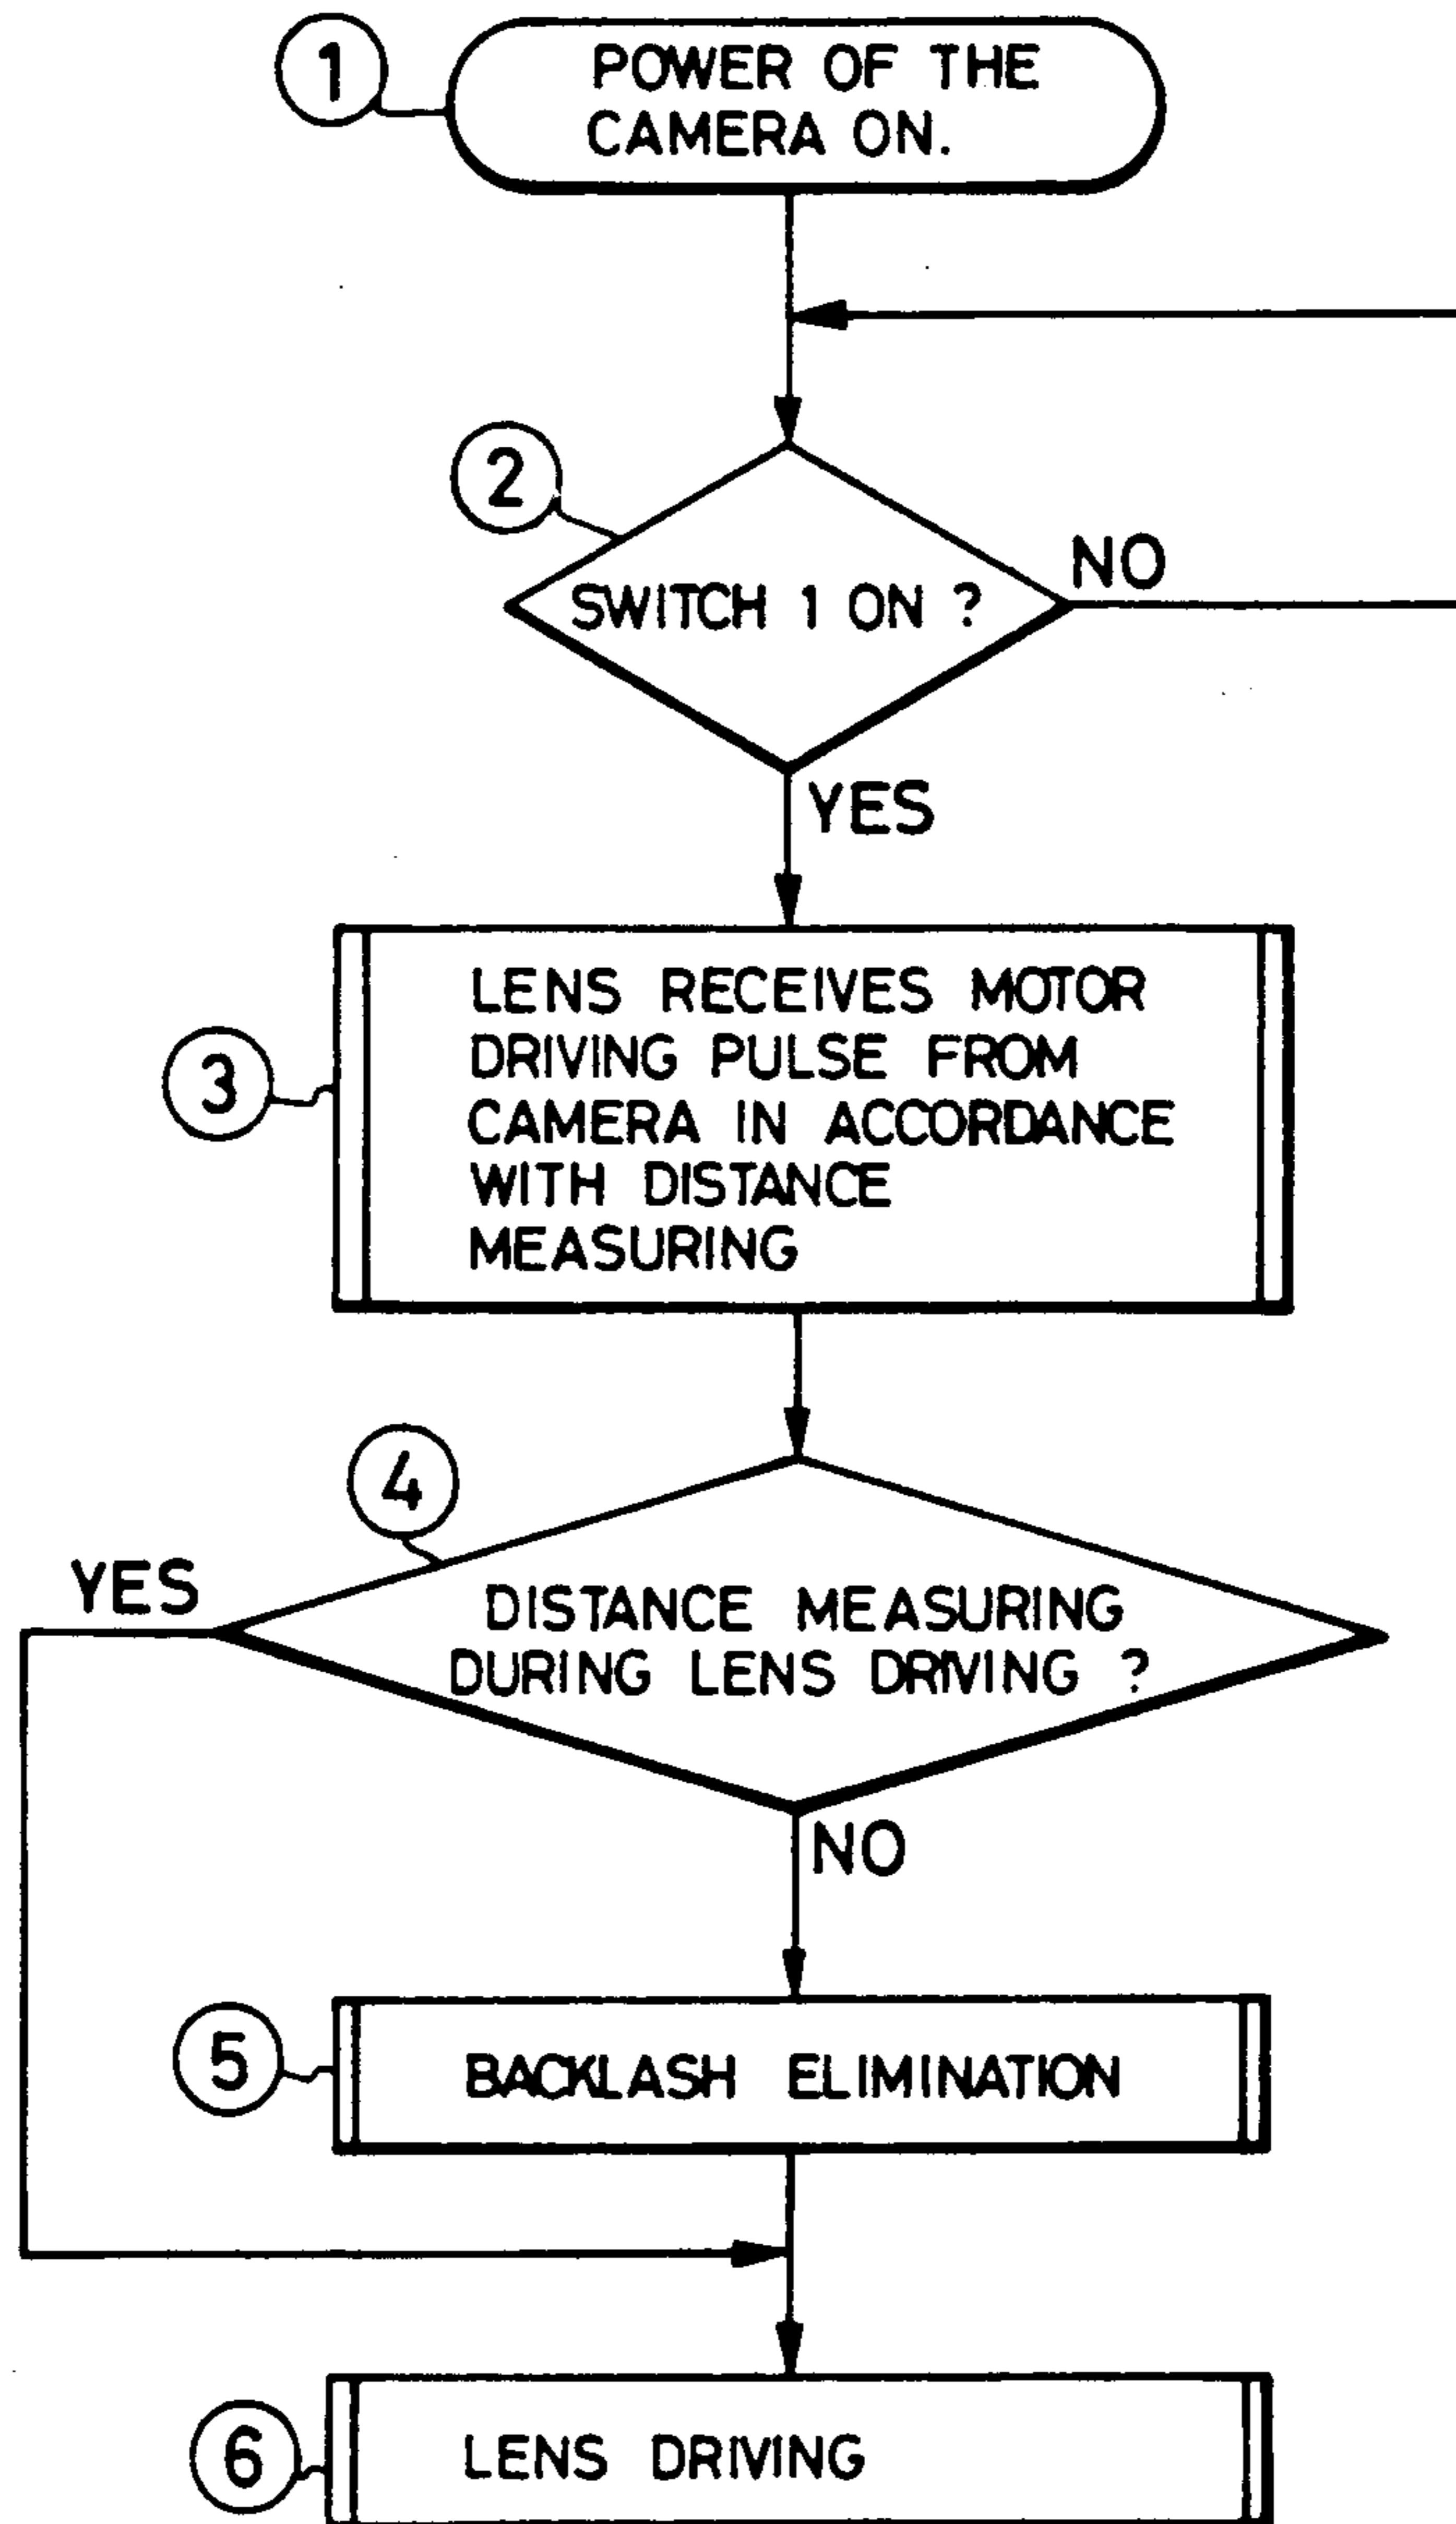 1
POWER OF THE
CAMERA ON.
2
SWITCH 1 ON ?
NO
YES
3
LENS RECEIVES MOTOR
DRIVING PULSE FROM
CAMERA IN ACCORDANCE
WITH DISTANCE
MEASURING
4
YES
DISTANCE MEASURING
DURING LENS DRIVING ?
NO
5
BACKLASH ELIMINATION
6
LENS DRIVING